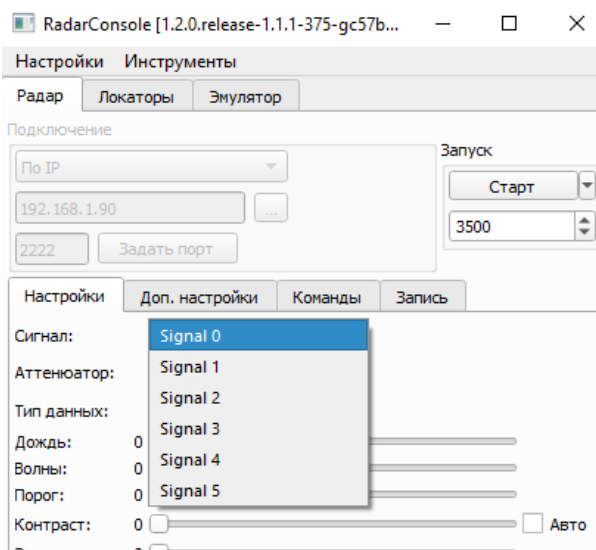 RadarConsole [1.2.0.release-1.1.1-375-gc57b...
Настройки Инструменты
Радар Локаторы Эмулятор
Подключение
Запуск
По IP
Старт
192.168.1.90
...
3500
2222 Задать порт
Настройки Доп. настройки Команды Запись
Сигнал: Signal 0
Signal 1
Аттенюатор:
Signal 2
Тип данных:
Signal 3
Дождь: 0
Signal 4
Волны: 0
Signal 5
Порог: 0
Контраст: 0 Авто